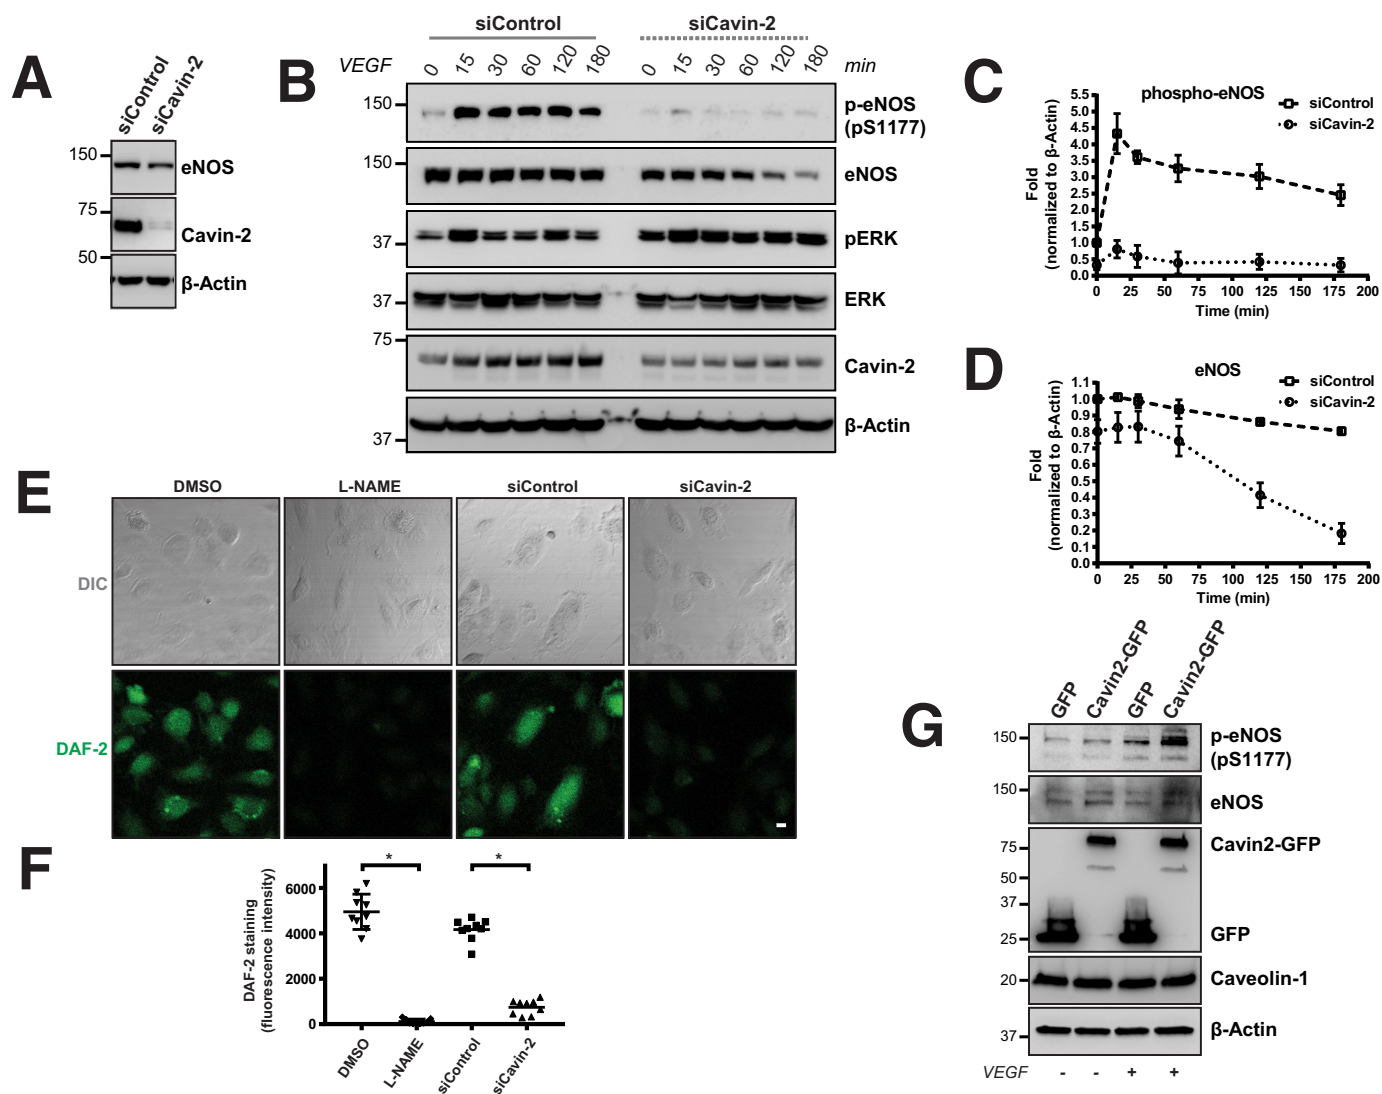 A
siControl
siCavin-2
150
eNOS
75
Cavin-2
50
β-Actin
B
siControl
siCavin-2
VEGF
0 15 30 60 120 180
0 15 30 60 120 180
min
150
p-eNOS
(pS1177)
150
eNOS
37
pERK
37
ERK
75
Cavin-2
37
β-Actin
C
phospho-eNOS
siControl
siCavin-2
Fold
(normalized to β-Actin)
5.5
5.0
4.5
4.0
3.5
3.0
2.5
2.0
1.5
1.0
0.5
0.0
0 25 50 75 100 125 150 175 200
Time (min)
D
eNOS
siControl
siCavin-2
Fold
(normalized to β-Actin)
1.1
1.0
0.9
0.8
0.7
0.6
0.5
0.4
0.3
0.2
0.1
0.0
0 25 50 75 100 125 150 175 200
Time (min)
E
DMSO L-NAME siControl siCavin-2
DIC
DAF-2
F
DAF-2 staining
(fluorescence intensity)
6000
4000
2000
0
* *
DMSO
L-NAME
siControl
siCavin-2
G
GFP
Cavin2-GFP
GFP
Cavin2-GFP
150
p-eNOS
(pS1177)
150
eNOS
75
Cavin2-GFP
50
37
25
GFP
20
Caveolin-1
37
β-Actin
VEGF - - + +